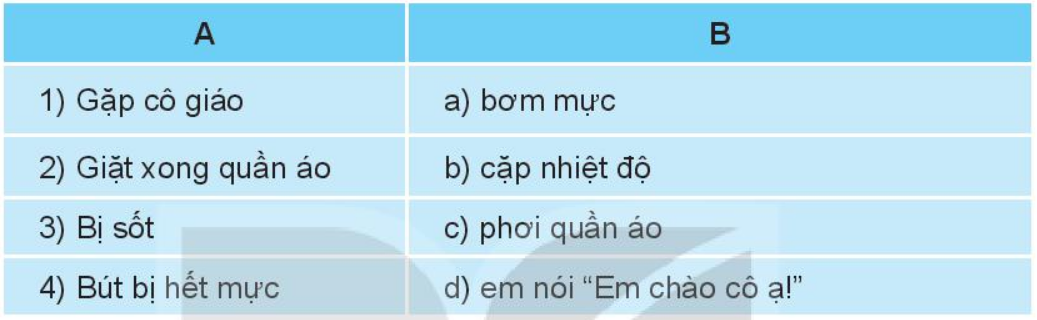 A B
1) Gặp cô giáo a) bơm mực
2) Giặt xong quần áo b) cặp nhiệt độ
3) Bị sốt c) phơi quần áo
4) Bút bị hết mực d) em nói “Em chào cô ạ!”